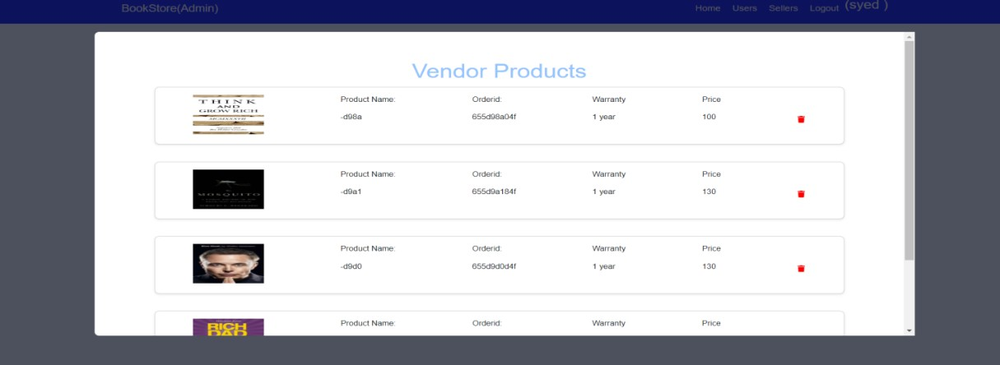 BookStore(Admin) Home Users Sellers Logout (syed )
Vendor Products
THINK
AND
GROW RICH
Product Name: Orderid: Warranty Price
-d98a 655d98a04f 1 year 100
MOSQUITO
Product Name: Orderid: Warranty Price
-d9a1 655d9a184f 1 year 130
Product Name: Orderid: Warranty Price
-d9d0 655d9d0d4f 1 year 130
RICH
DAD
Product Name: Orderid: Warranty Price